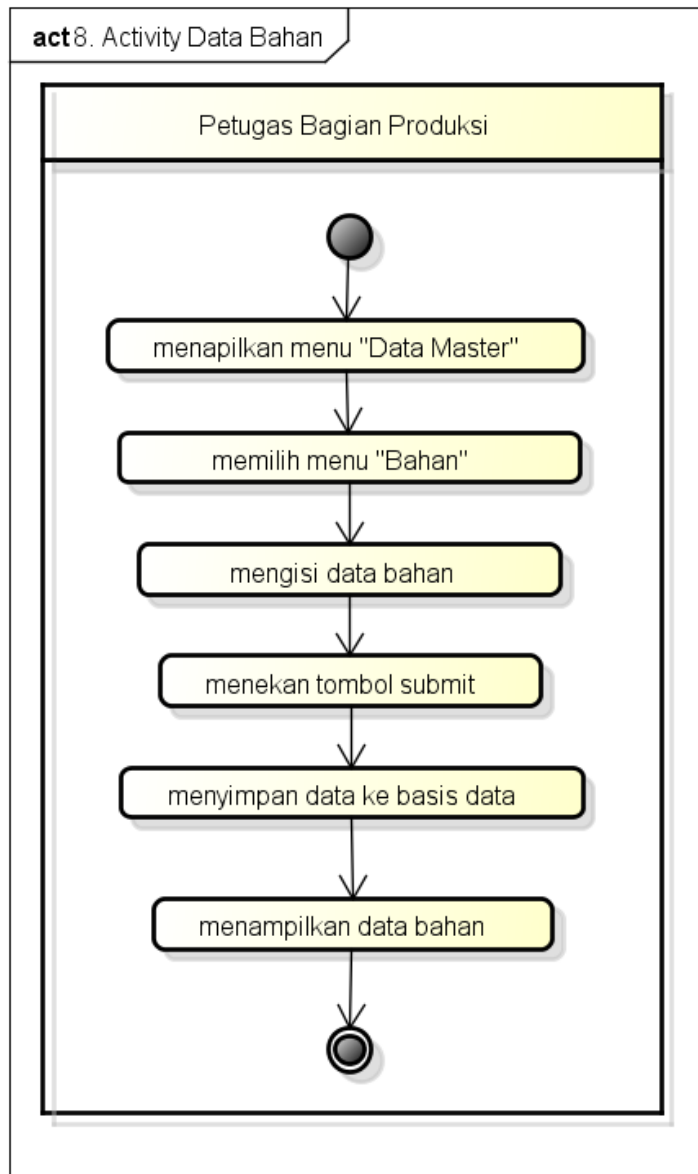 act 8. Activity Data Bahan
Petugas Bagian Produksi
menapilkan menu "Data Master"
memilih menu "Bahan"
mengisi data bahan
menekan tombol submit
menyimpan data ke basis data
menampilkan data bahan